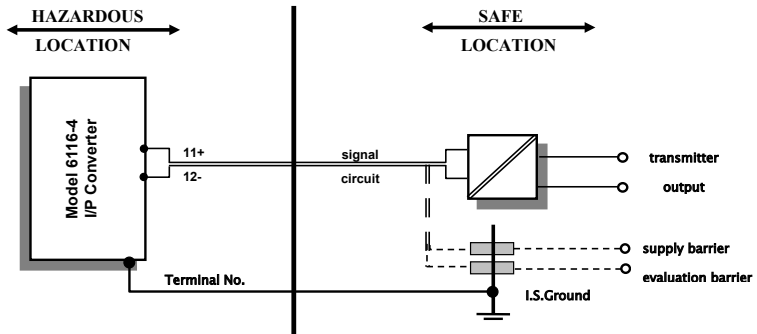 HAZARDOUS
LOCATION
SAFE
LOCATION
Model 6116-4
I/P Converter
11+
12-
signal
circuit
transmitter
output
supply barrier
evaluation barrier
Terminal No.
I.S.Ground